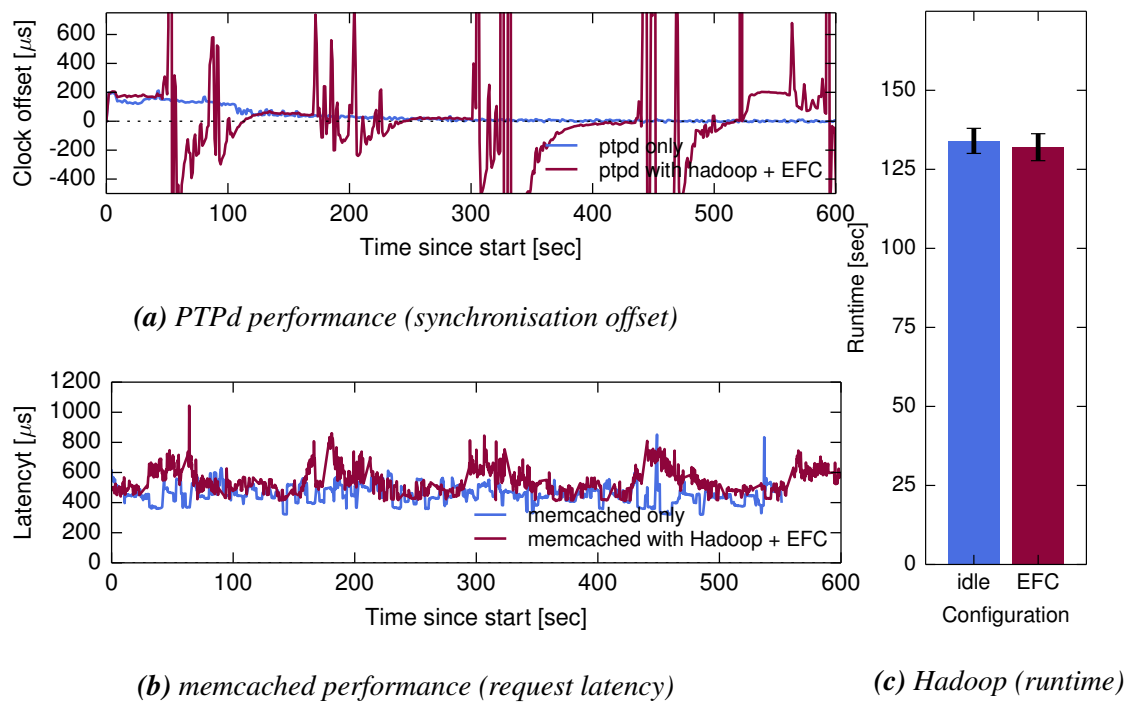 Clock offset [μs]
600
400
200
0
-200
-400
ptpd only
ptpd with hadoop + EFC
0 100 200 300 400 500 600
Time since start [sec]
(a) PTPd performance (synchronisation offset)
Latencyt [μs]
1200
1000
800
600
400
200
0
memcached only
memcached with Hadoop + EFC
0 100 200 300 400 500 600
Time since start [sec]
(b) memcached performance (request latency)
Runtime [sec]
150
125
100
75
50
25
0
idle EFC
Configuration
(c) Hadoop (runtime)